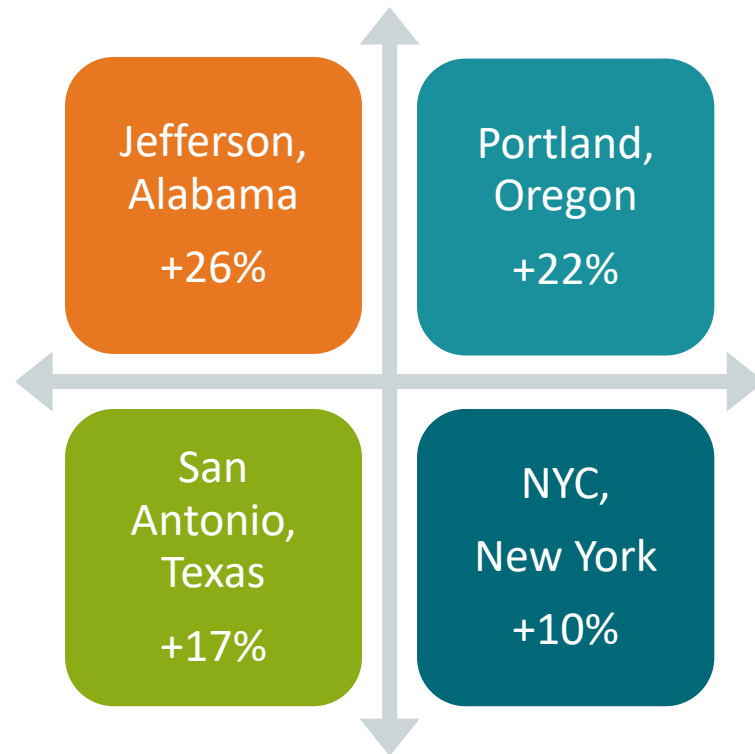 Jefferson,
Alabama
+26%
Portland,
Oregon
+22%
San
Antonio,
Texas
+17%
NYC,
New York
+10%